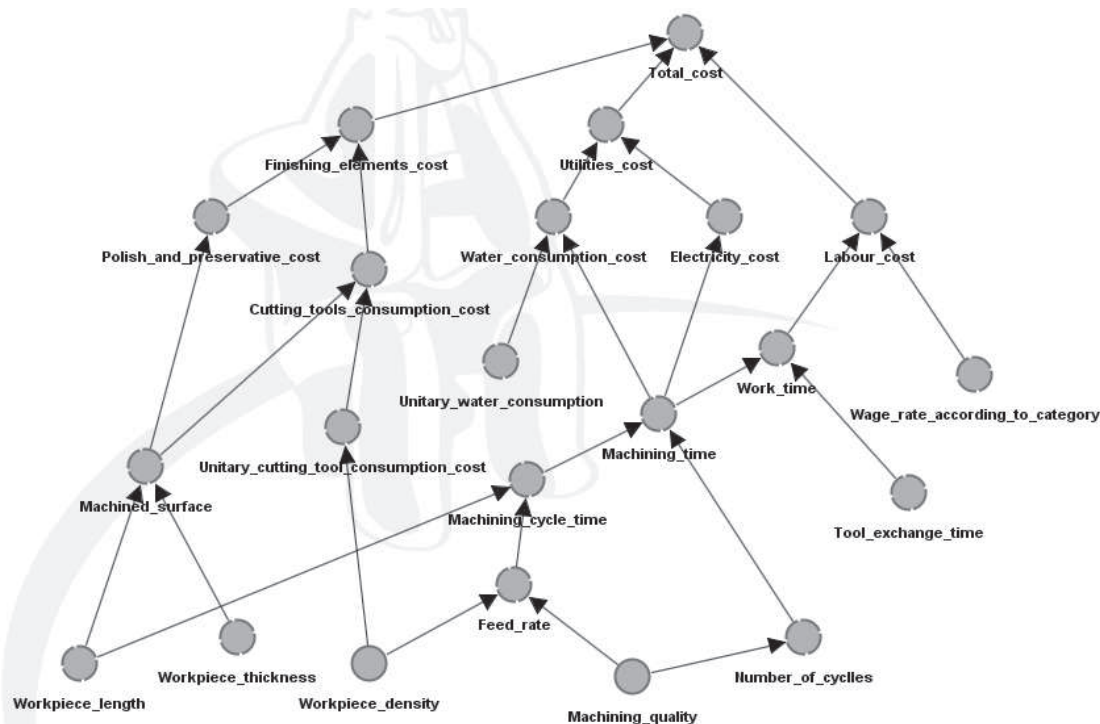 Total_cost
Finishing_elements_cost
Utilities_cost
Polish_and_preservative_cost
Water_consumption_cost
Electricity_cost
Labour_cost
Cutting_tools_consumption_cost
Work_time
Unitary_water_consumption
Wage_rate_according_to_category
Machining_time
Unitary_cutting_tool_consumption_cost
Machined_surface
Machining_cycle_time
Tool_exchange_time
Feed_rate
Workpiece_thickness
Number_of_cyclles
Workpiece_length
Workpiece_density
Machining_quality